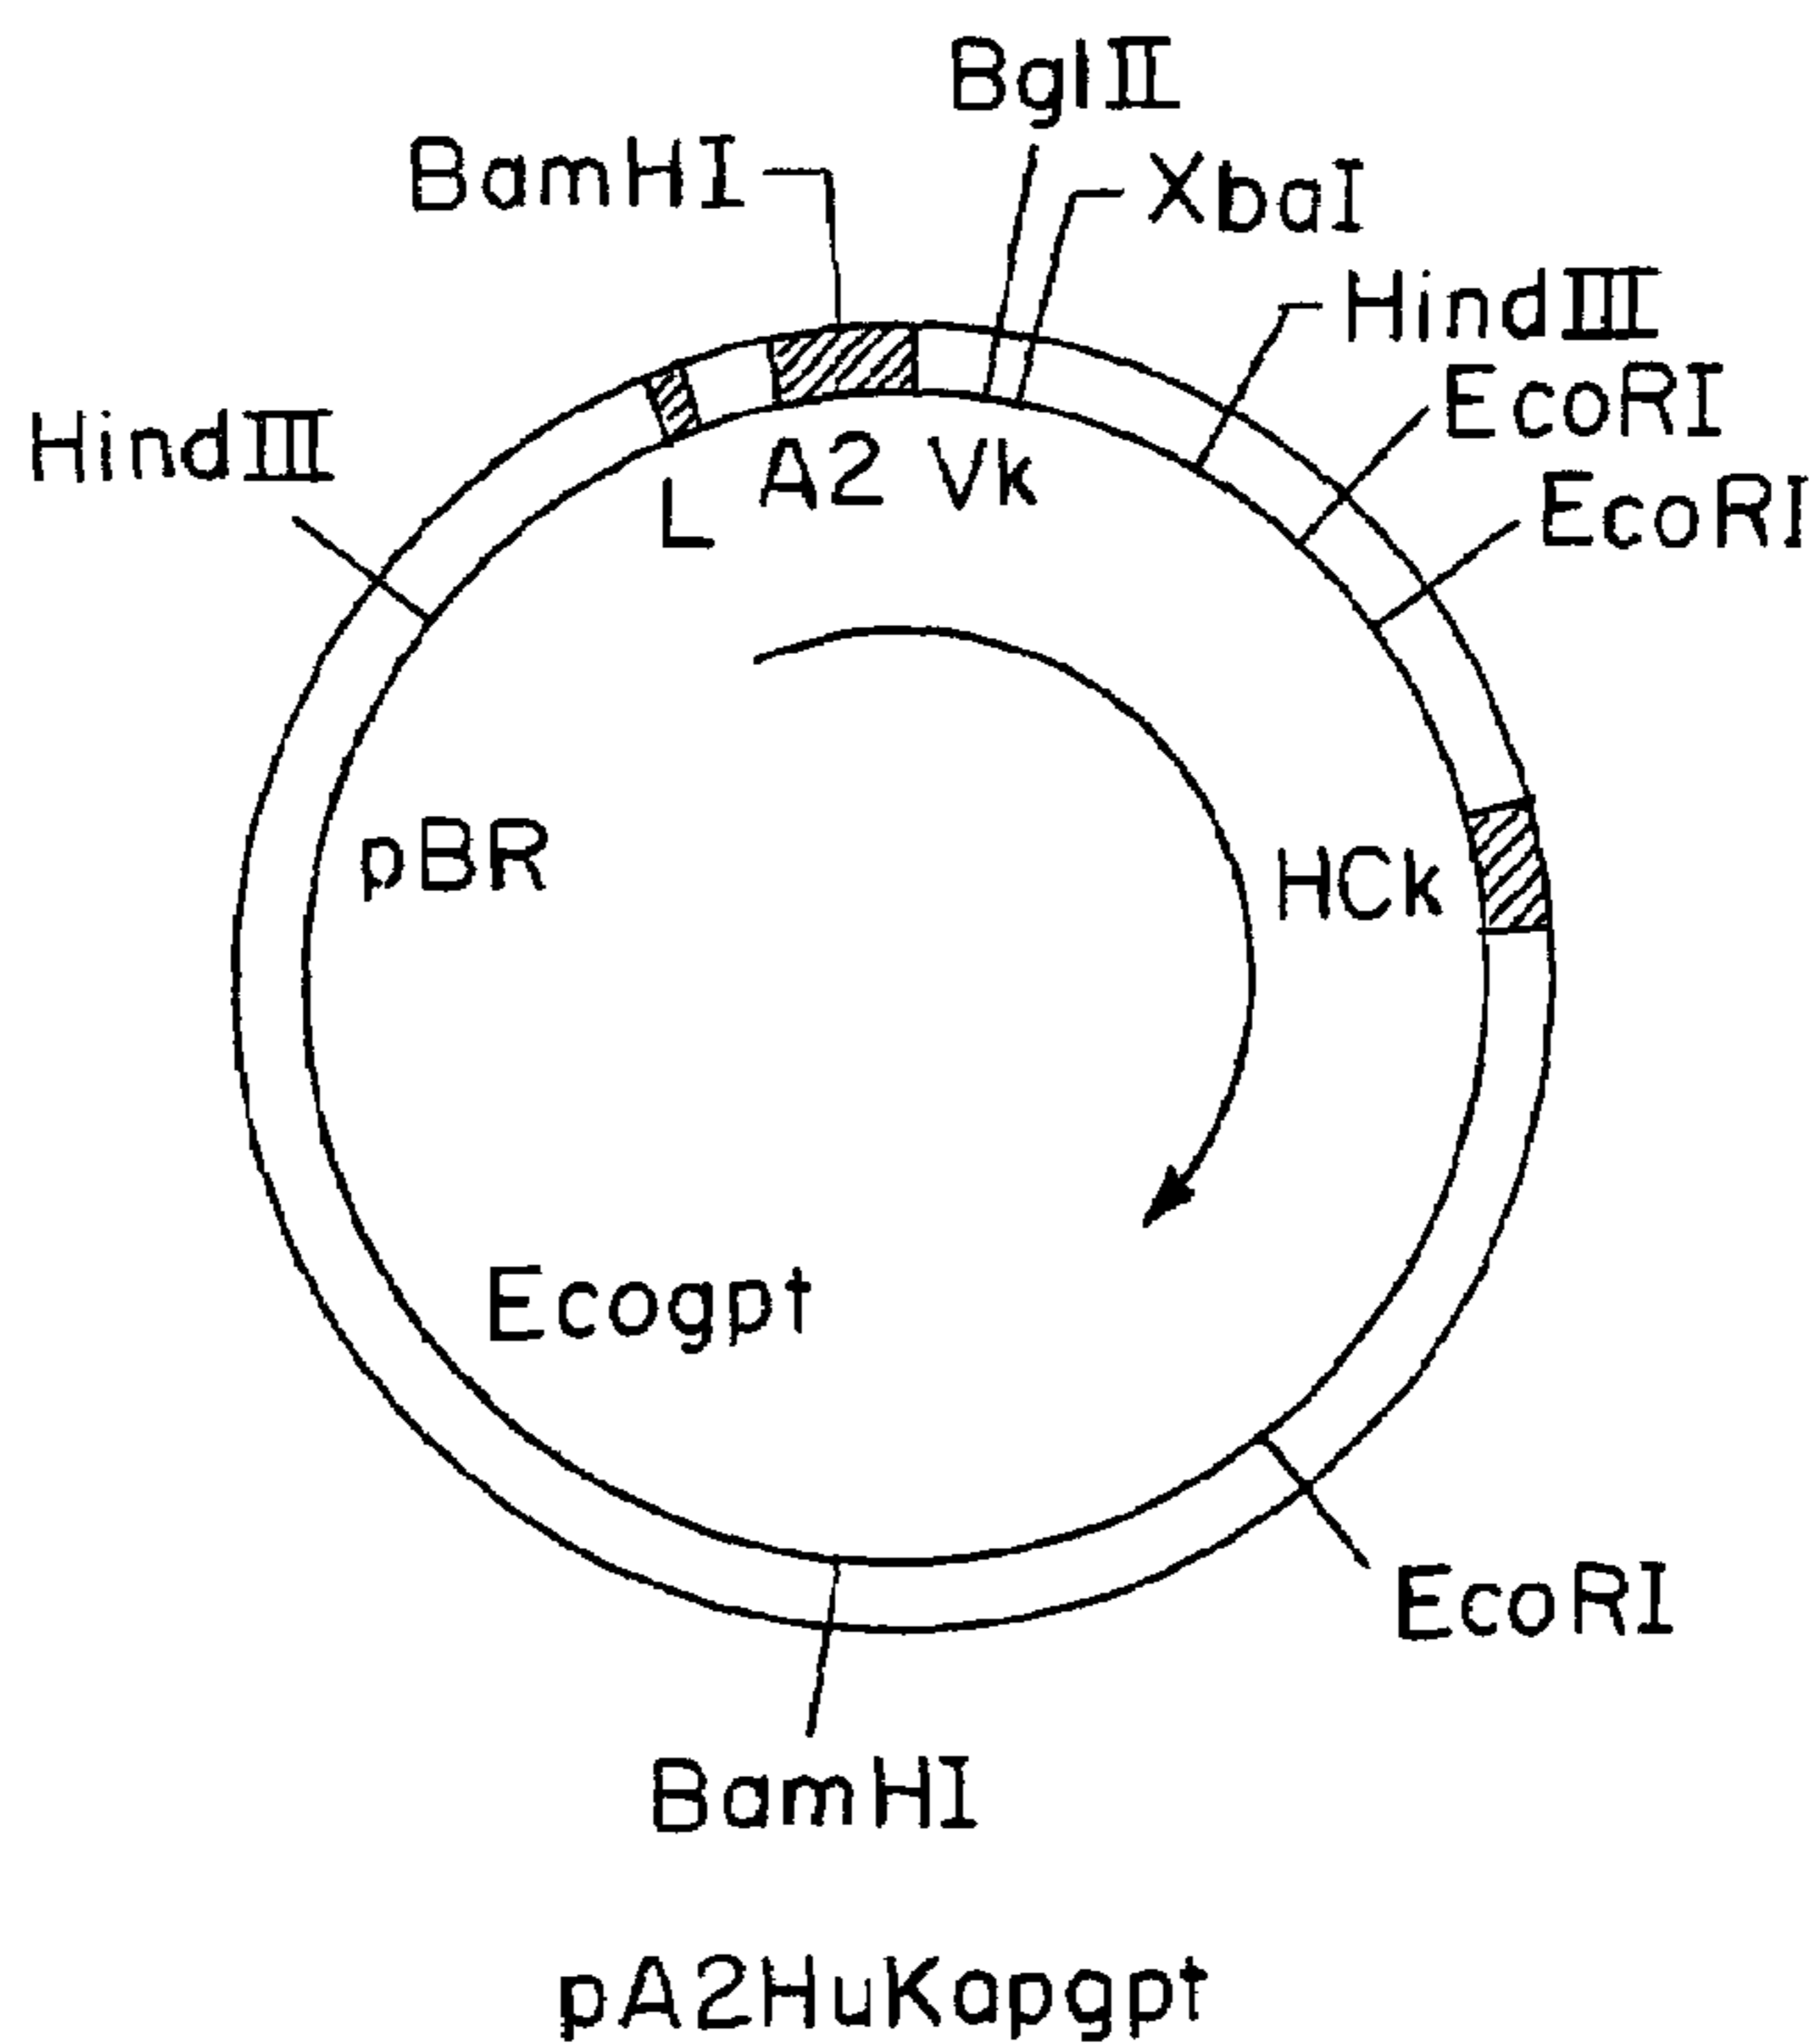 BglII
BamHI
XbaI
HindIII
EcoRI
HindIII
A2 Vk
EcoRI
L
pBR
HCk
Ecogpt
EcoRI
BamHI
pA2HuKapgpt